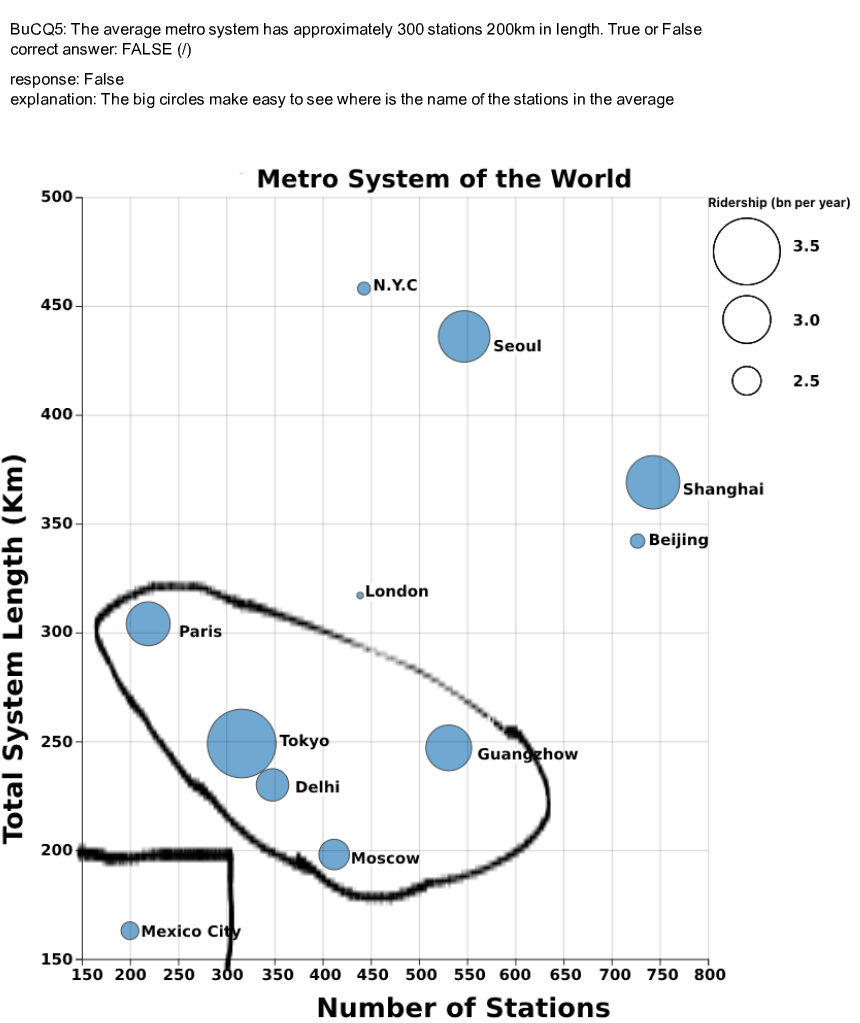 BuCQ5: The average metro system has approximately 300 stations 200km in length. True or False
correct answer: FALSE (/)
response: False
explanation: The big circles make easy to see where is the name of the stations in the average
Metro System of the World
Ridership (bn per year)
3.5
3.0
2.5
Total System Length (Km)
500
450
400
350
300
250
200
150
N.Y.C
Seoul
Shanghai
Beijing
London
Paris
Tokyo
Guangzhow
Delhi
Moscow
Mexico City
150 200 250 300 350 400 450 500 550 600 650 700 750 800
Number of Stations